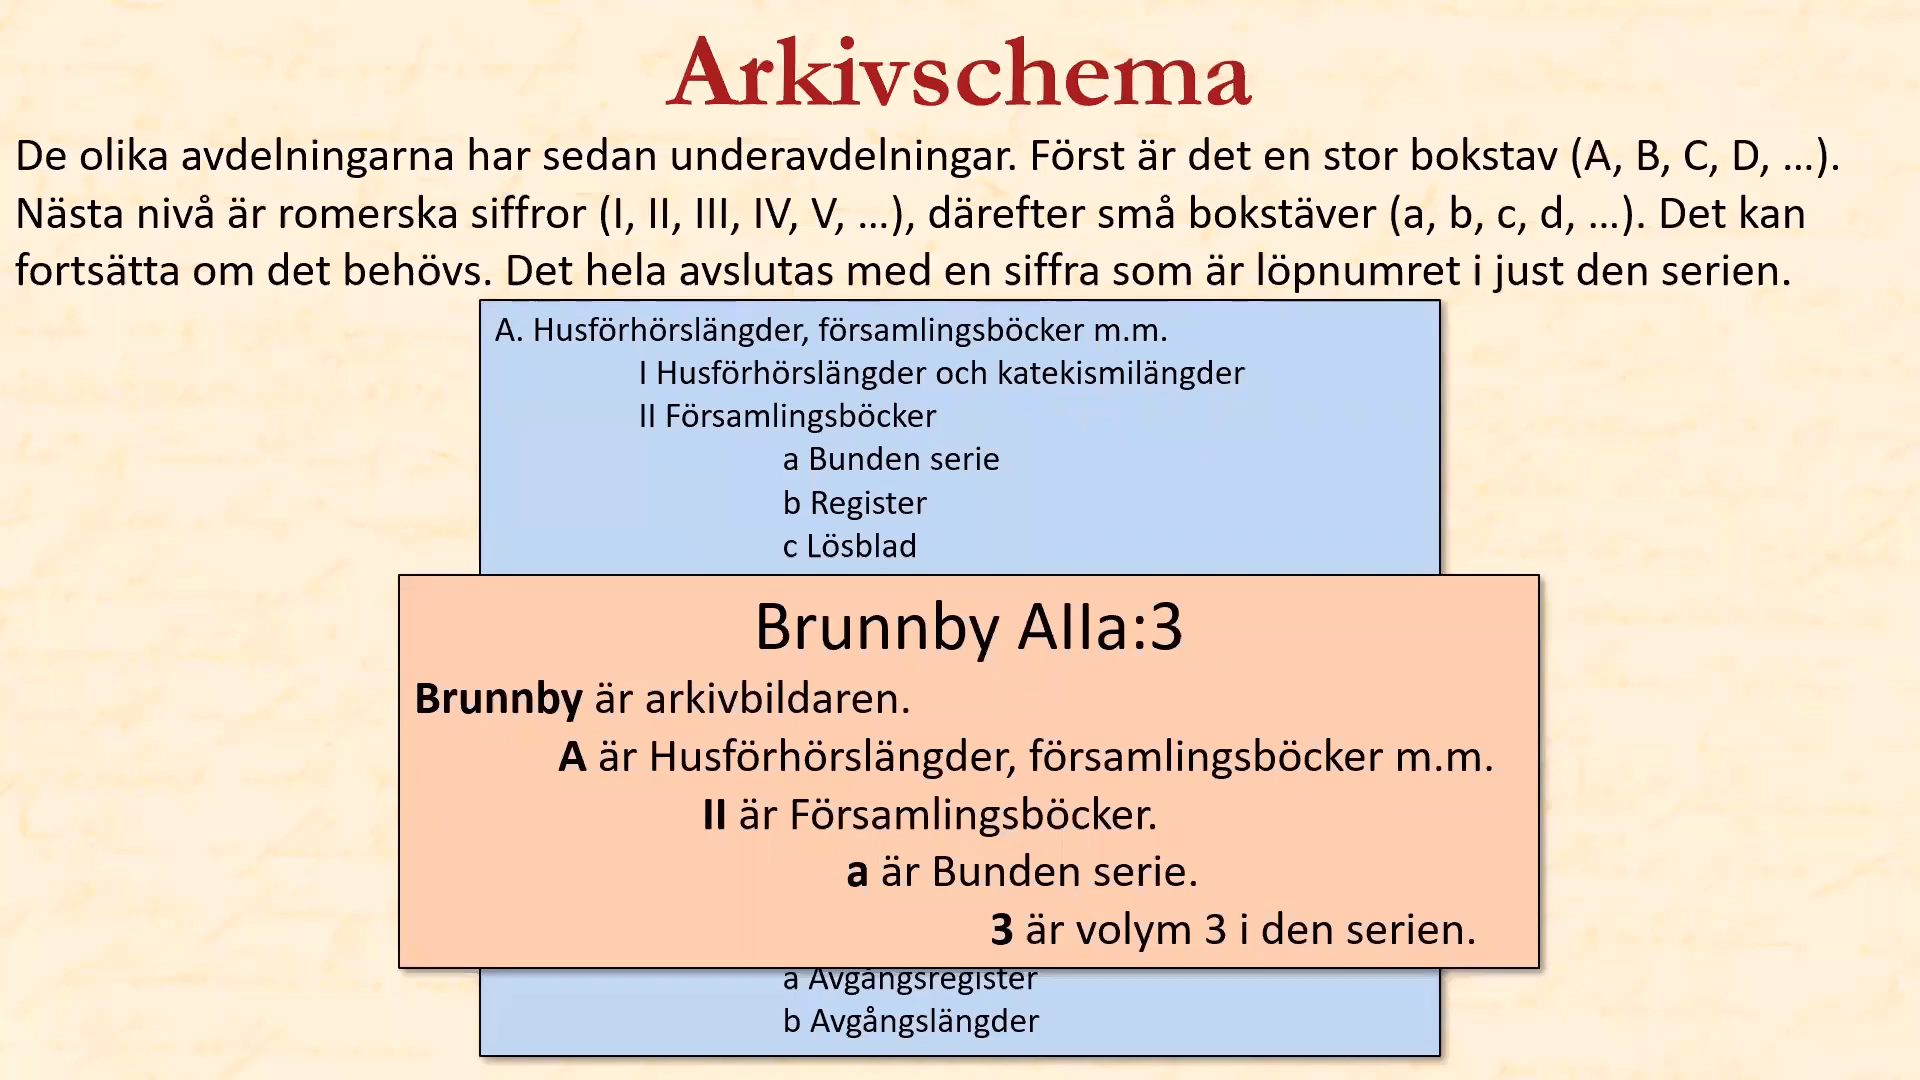 Arkivschema
De olika avdelningarna har sedan underavdelningar. Först är det en stor bokstav (A, B, C, D, …).
Nästa nivå är romerska siffror (I, II, III, IV, V, …), därefter små bokstäver (a, b, c, d, …). Det kan
fortsätta om det behövs. Det hela avslutas med en siffra som är löpnumret i just den serien.
A. Husförhörslängder, församlingsböcker m.m.
I Husförhörslängder och katekismilängder
II Församlingsböcker
a Bunden serie
b Register
c Lösblad
Brunnby AIIa:3
Brunnby är arkivbildaren.
A är Husförhörslängder, församlingsböcker m.m.
II är Församlingsböcker.
a är Bunden serie.
3 är volym 3 i den serien.
a Avgångsregister
b Avgångslängder